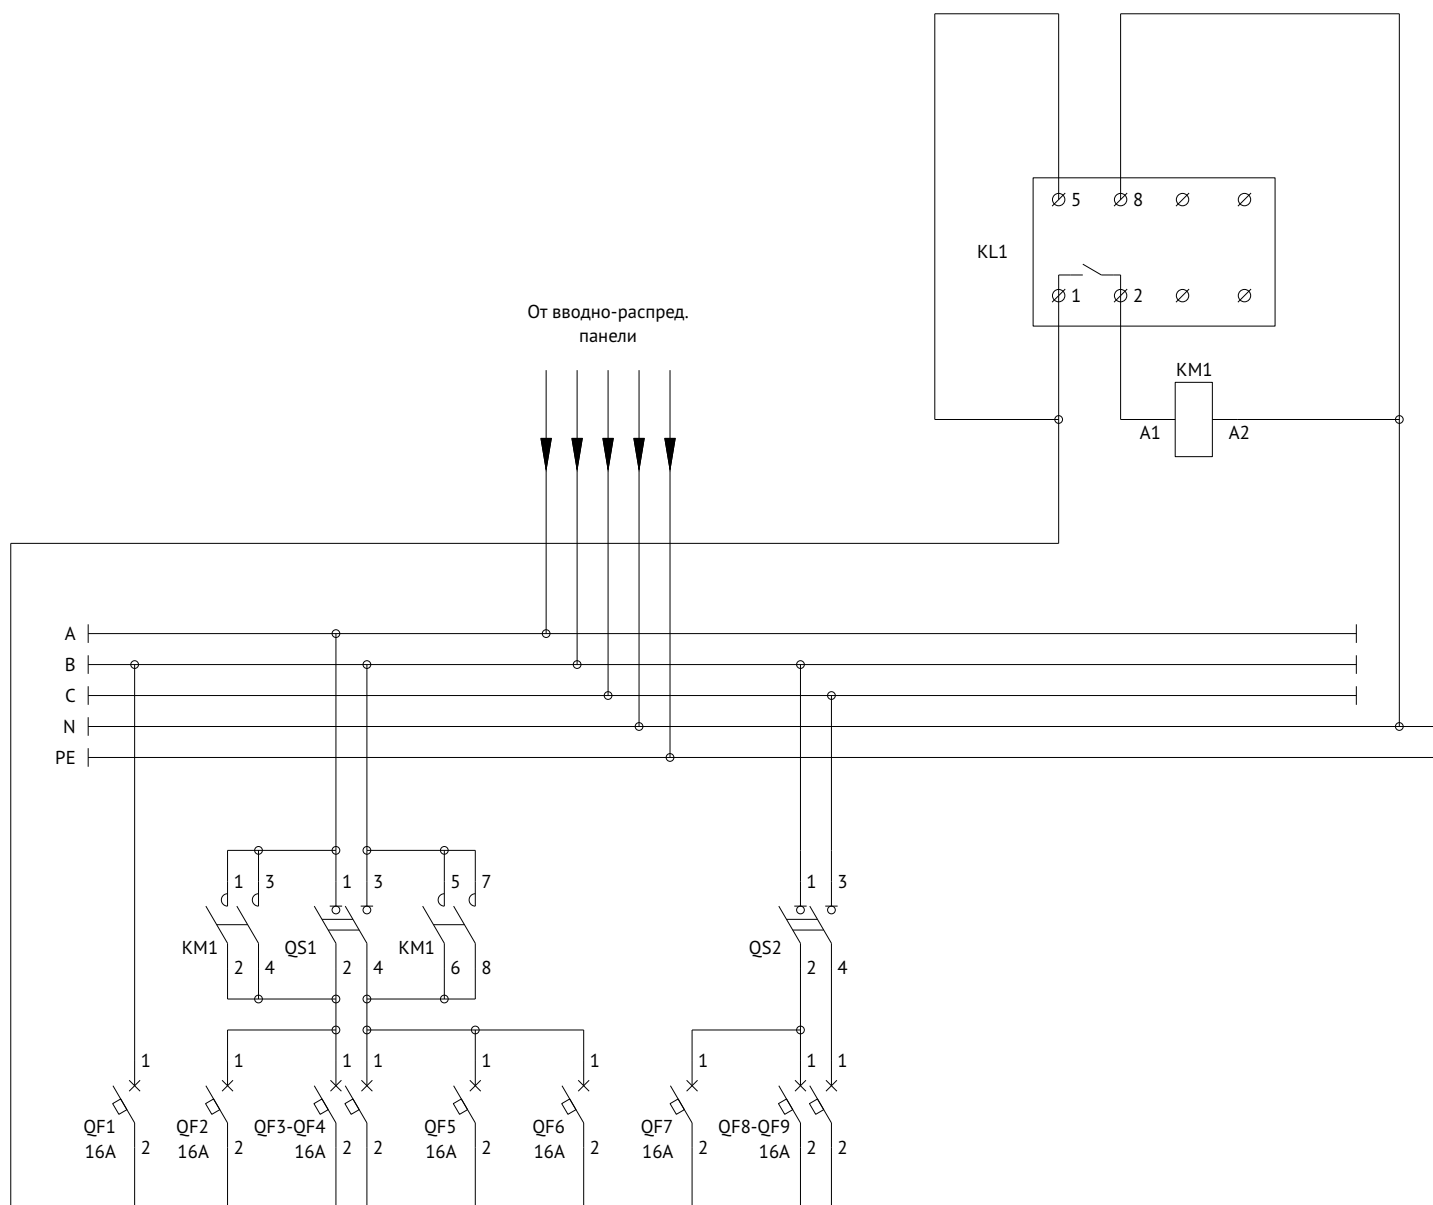 5 8
KL1
1 2
От вводно-распред.
панели
KM1
A1 A2
A
B
C
N
PE
1 3 1 3 5 7 1 3
KM1 QS1 KM1 QS2
2 4 2 4 6 8 2 4
1 1 1 1 1 1 1 1 1
QF1 QF2 QF3-QF4 QF5 QF6 QF7 QF8-QF9
16A 2 16A 2 16A 2 2 16A 2 16A 2 16A 2 16A 2 2